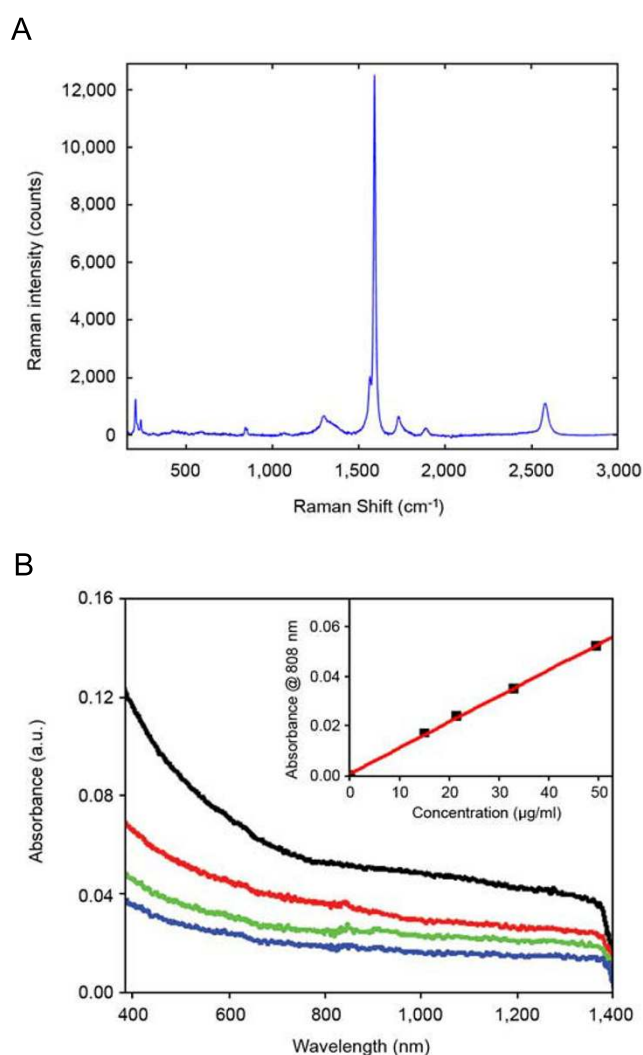 A
12,000
10,000
8,000
6,000
4,000
2,000
0
Raman intensity (counts)
500 1,000 1,500 2,000 2,500 3,000
Raman Shift (cm⁻¹)
B
0.16
0.12
0.08
0.04
0.00
Absorbance (a.u.)
400 600 800 1,000 1,200 1,400
Wavelength (nm)
0.06
0.04
0.02
0.00
Absorbance @ 808 nm
0 10 20 30 40 50
Concentration (µg/ml)